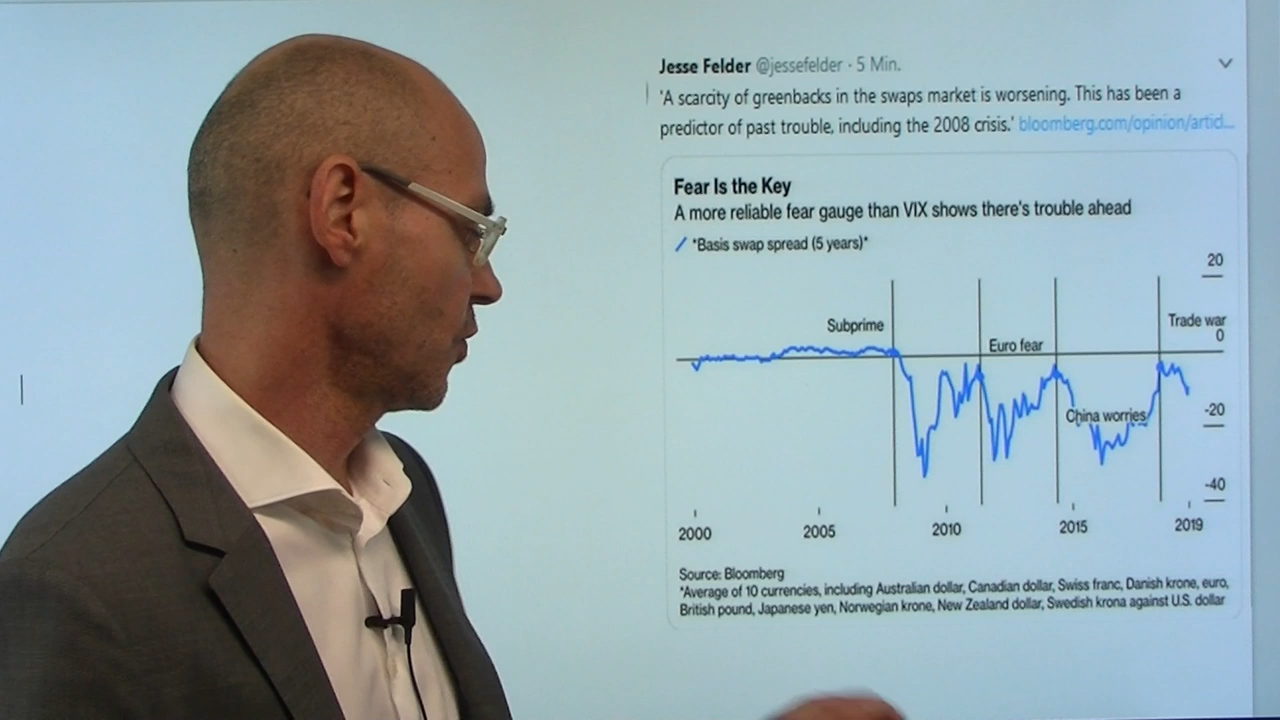 Jesse Felder @jessefelder · 5 Min.
'A scarcity of greenbacks in the swaps market is worsening. This has been a
predictor of past trouble, including the 2008 crisis.' bloomberg.com/opinion/articl...
Fear Is the Key
A more reliable fear gauge than VIX shows there's trouble ahead
*Basis swap spread (5 years)*
20
Subprime
Trade war
0
Euro fear
China worries
-20
-40
2000
2005
2010
2015
2019
Source: Bloomberg
*Average of 10 currencies, including Australian dollar, Canadian dollar, Swiss franc, Danish krone, euro,
British pound, Japanese yen, Norwegian krone, New Zealand dollar, Swedish krona against U.S. dollar